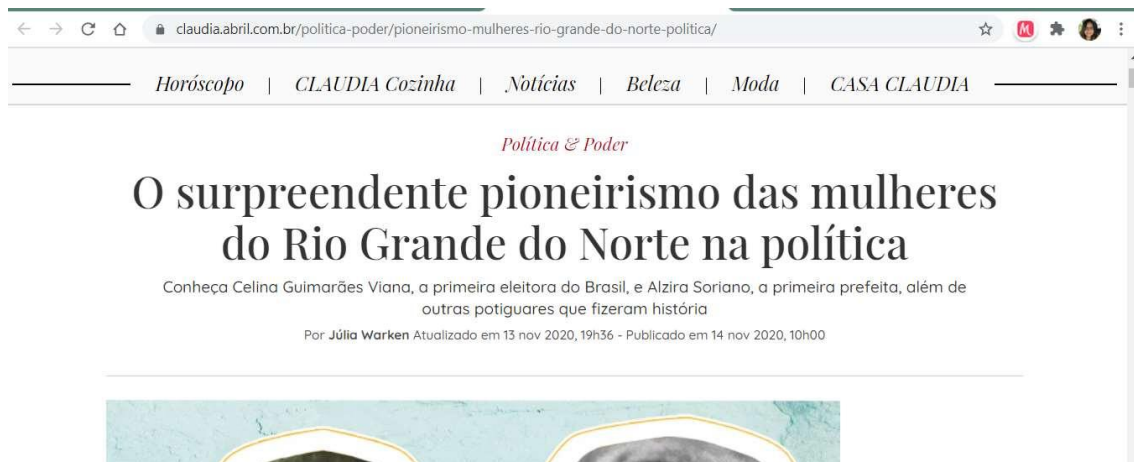 claudia.abril.com.br/politica-poder/pioneirismo-mulheres-rio-grande-do-norte-politica/
Horóscopo | CLAUDIA Cozinha | Notícias | Beleza | Moda | CASA CLAUDIA
Política & Poder
O surpreendente pioneirismo das mulheres
do Rio Grande do Norte na política
Conheça Celina Guimarães Viana, a primeira eleitora do Brasil, e Alzira Soriano, a primeira prefeita, além de
outras potiguares que fizeram história
Por Júlia Warken Atualizado em 13 nov 2020, 19h36 - Publicado em 14 nov 2020, 10h00